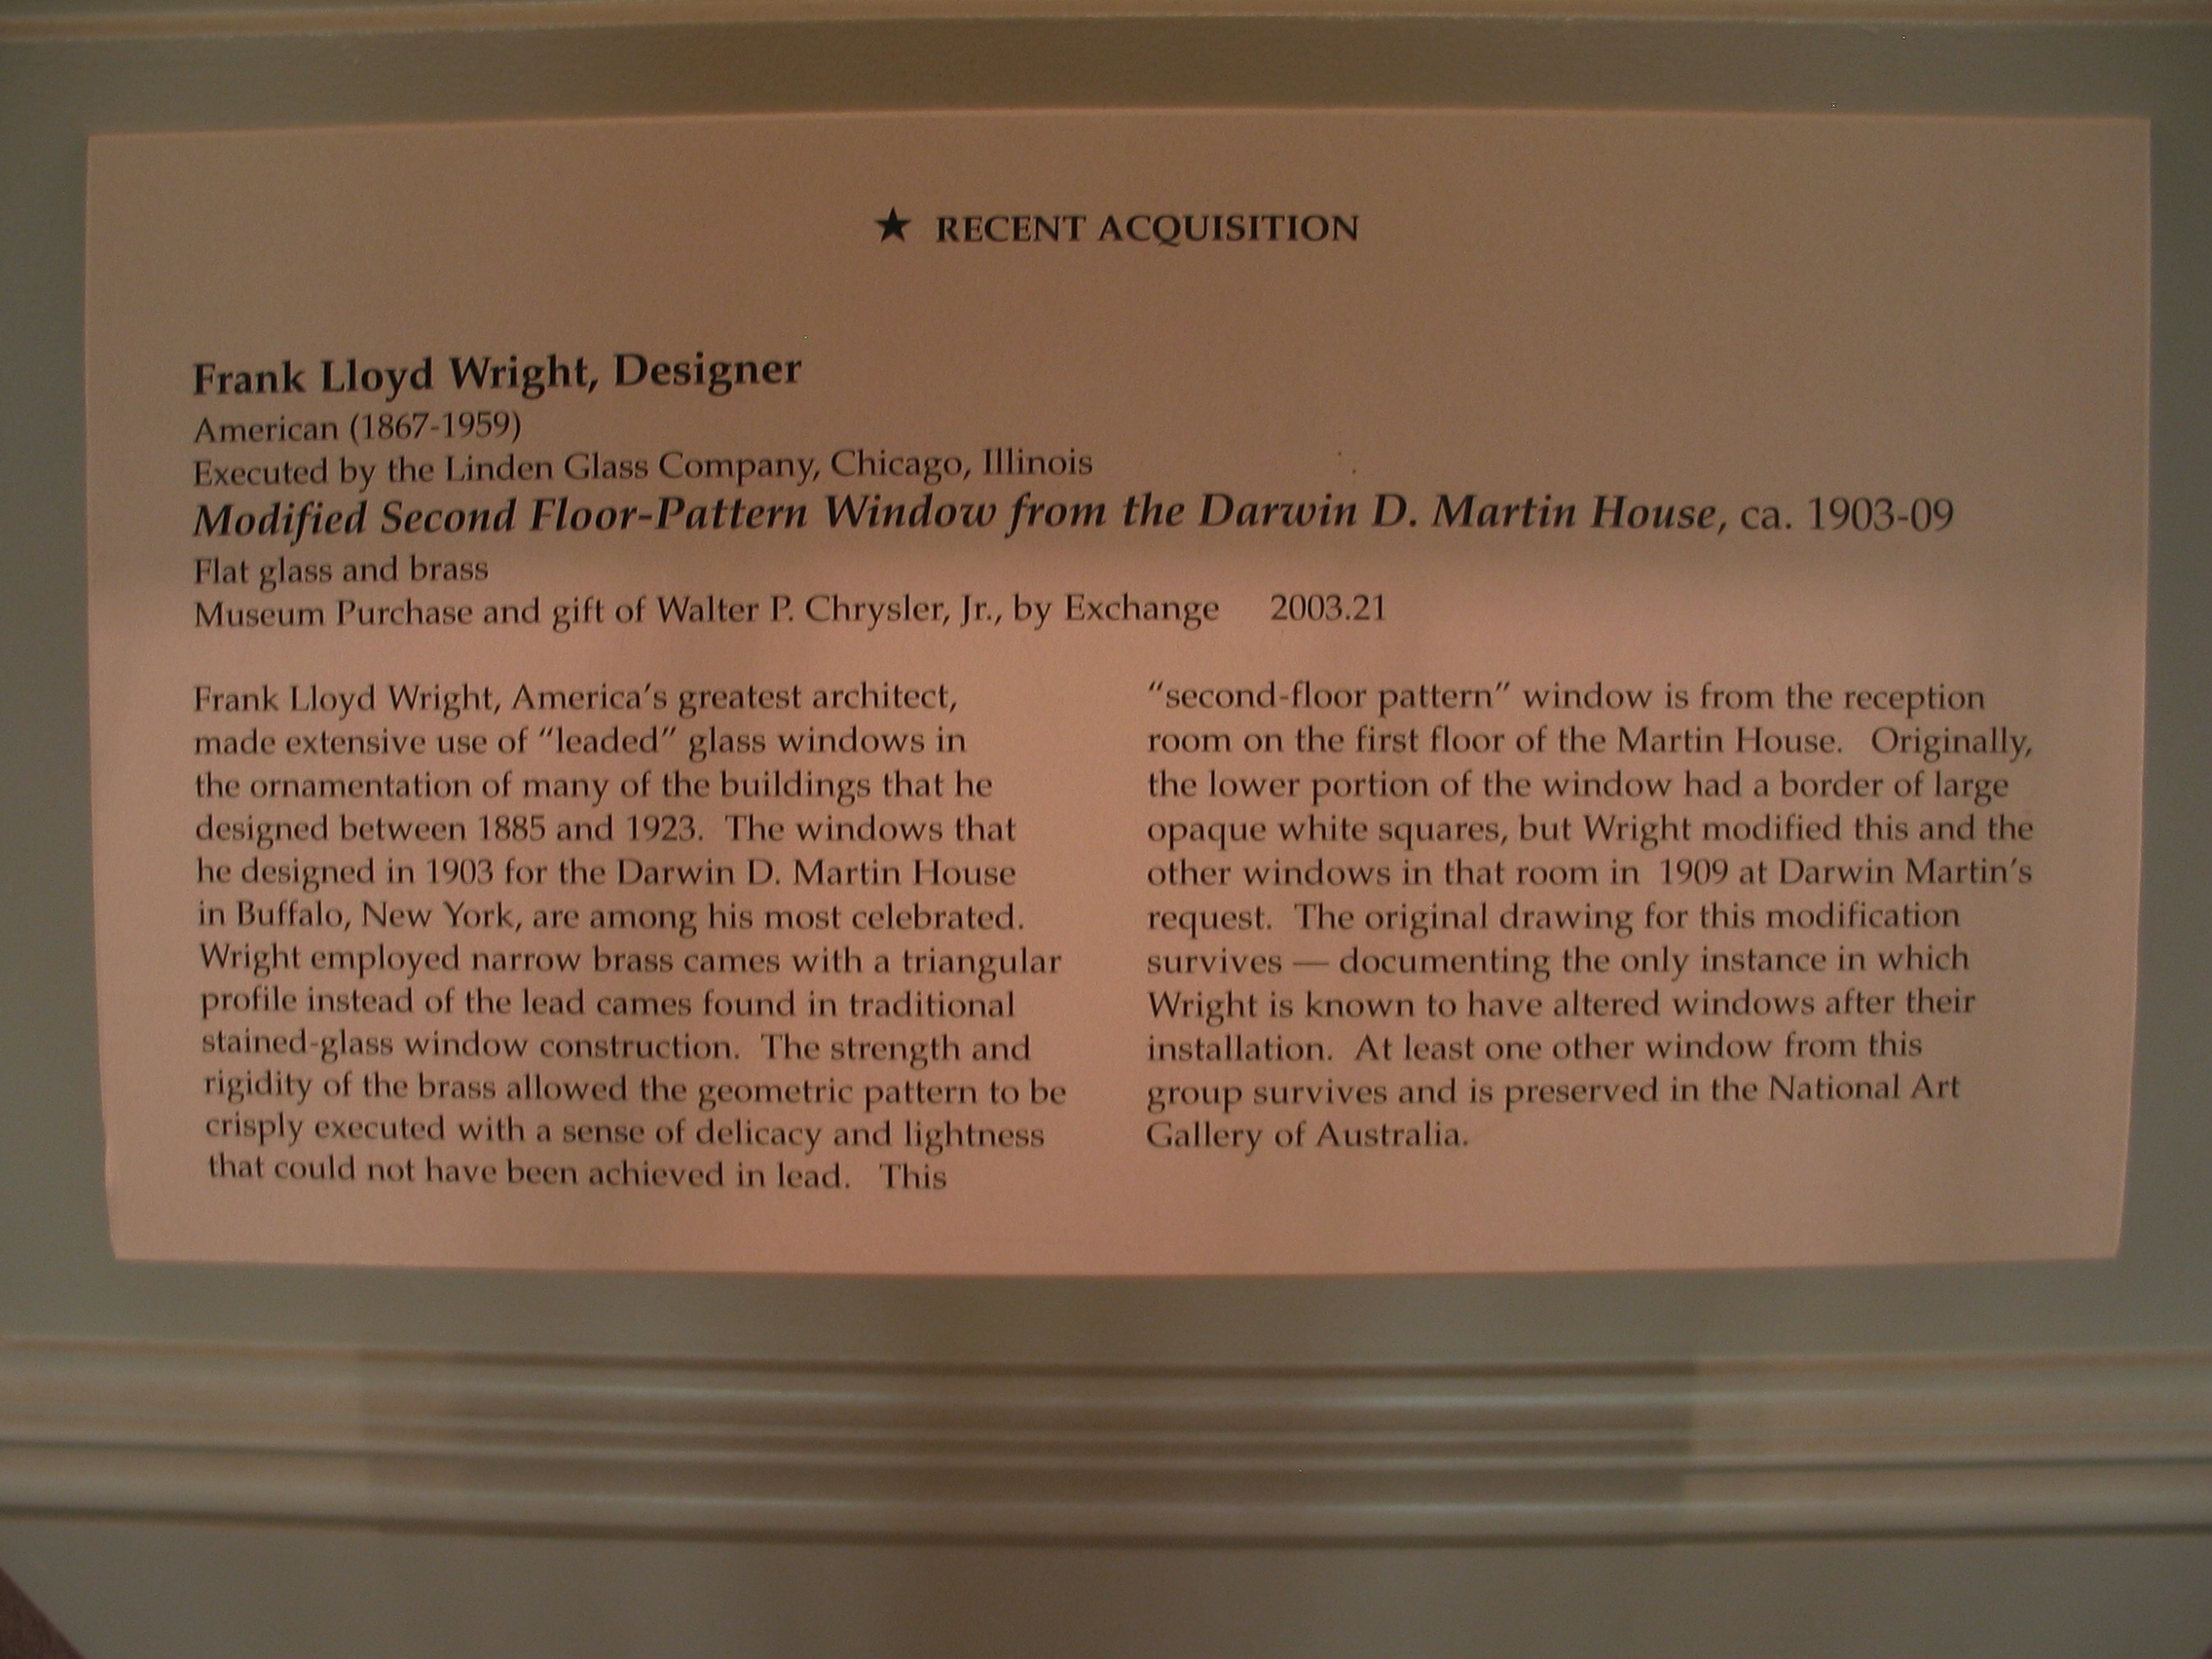 ★ RECENT ACQUISITION
Frank Lloyd Wright, Designer
American (1867-1959)
Executed by the Linden Glass Company, Chicago, Illinois
Modified Second Floor-Pattern Window from the Darwin D. Martin House, ca. 1903-09
Flat glass and brass
Museum Purchase and gift of Walter P. Chrysler, Jr., by Exchange 2003.21
Frank Lloyd Wright, America's greatest architect,
made extensive use of "leaded" glass windows in
the ornamentation of many of the buildings that he
designed between 1885 and 1923. The windows that
he designed in 1903 for the Darwin D. Martin House
in Buffalo, New York, are among his most celebrated.
Wright employed narrow brass cames with a triangular
profile instead of the lead cames found in traditional
stained-glass window construction. The strength and
rigidity of the brass allowed the geometric pattern to be
crisply executed with a sense of delicacy and lightness
that could not have been achieved in lead. This
"second-floor pattern" window is from the reception
room on the first floor of the Martin House. Originally,
the lower portion of the window had a border of large
opaque white squares, but Wright modified this and the
other windows in that room in 1909 at Darwin Martin's
request. The original drawing for this modification
survives — documenting the only instance in which
Wright is known to have altered windows after their
installation. At least one other window from this
group survives and is preserved in the National Art
Gallery of Australia.